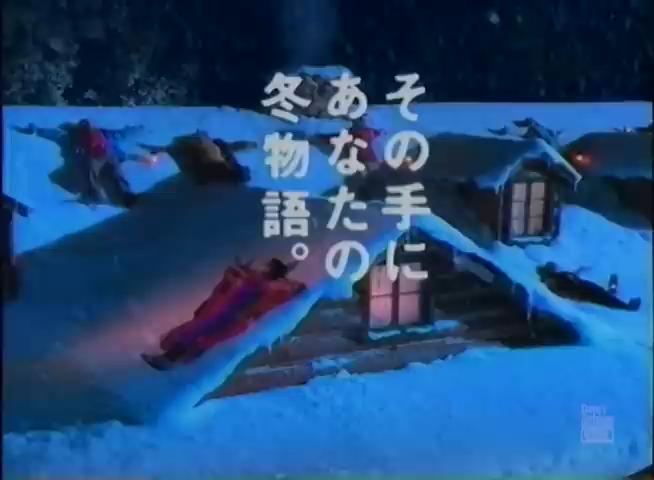 その手に
あなたの
冬物語。